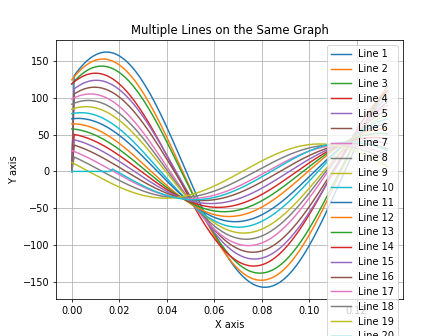 Multiple Lines on the Same Graph
150
100
50
0
−50
−100
−150
Y axis
0.00
0.02
0.04
0.06
0.08
0.10
X axis
Line 1
Line 2
Line 3
Line 4
Line 5
Line 6
Line 7
Line 8
Line 9
Line 10
Line 11
Line 12
Line 13
Line 14
Line 15
Line 16
Line 17
Line 18
Line 19
Line 20